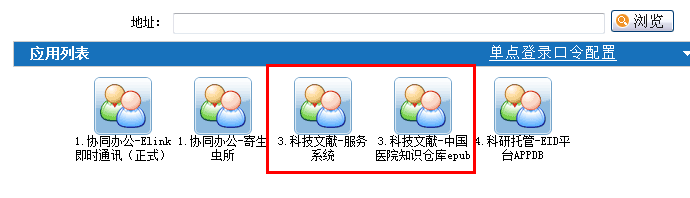 地址：
浏览
应用列表
单点登录口令配置
1.协同办公-Elink
即时通讯（正式）
1.协同办公-寄生
虫所
3.科技文献-服务
系统
3.科技文献-中国
医院知识仓库epub
4.科研托管-EID平
台APPDB